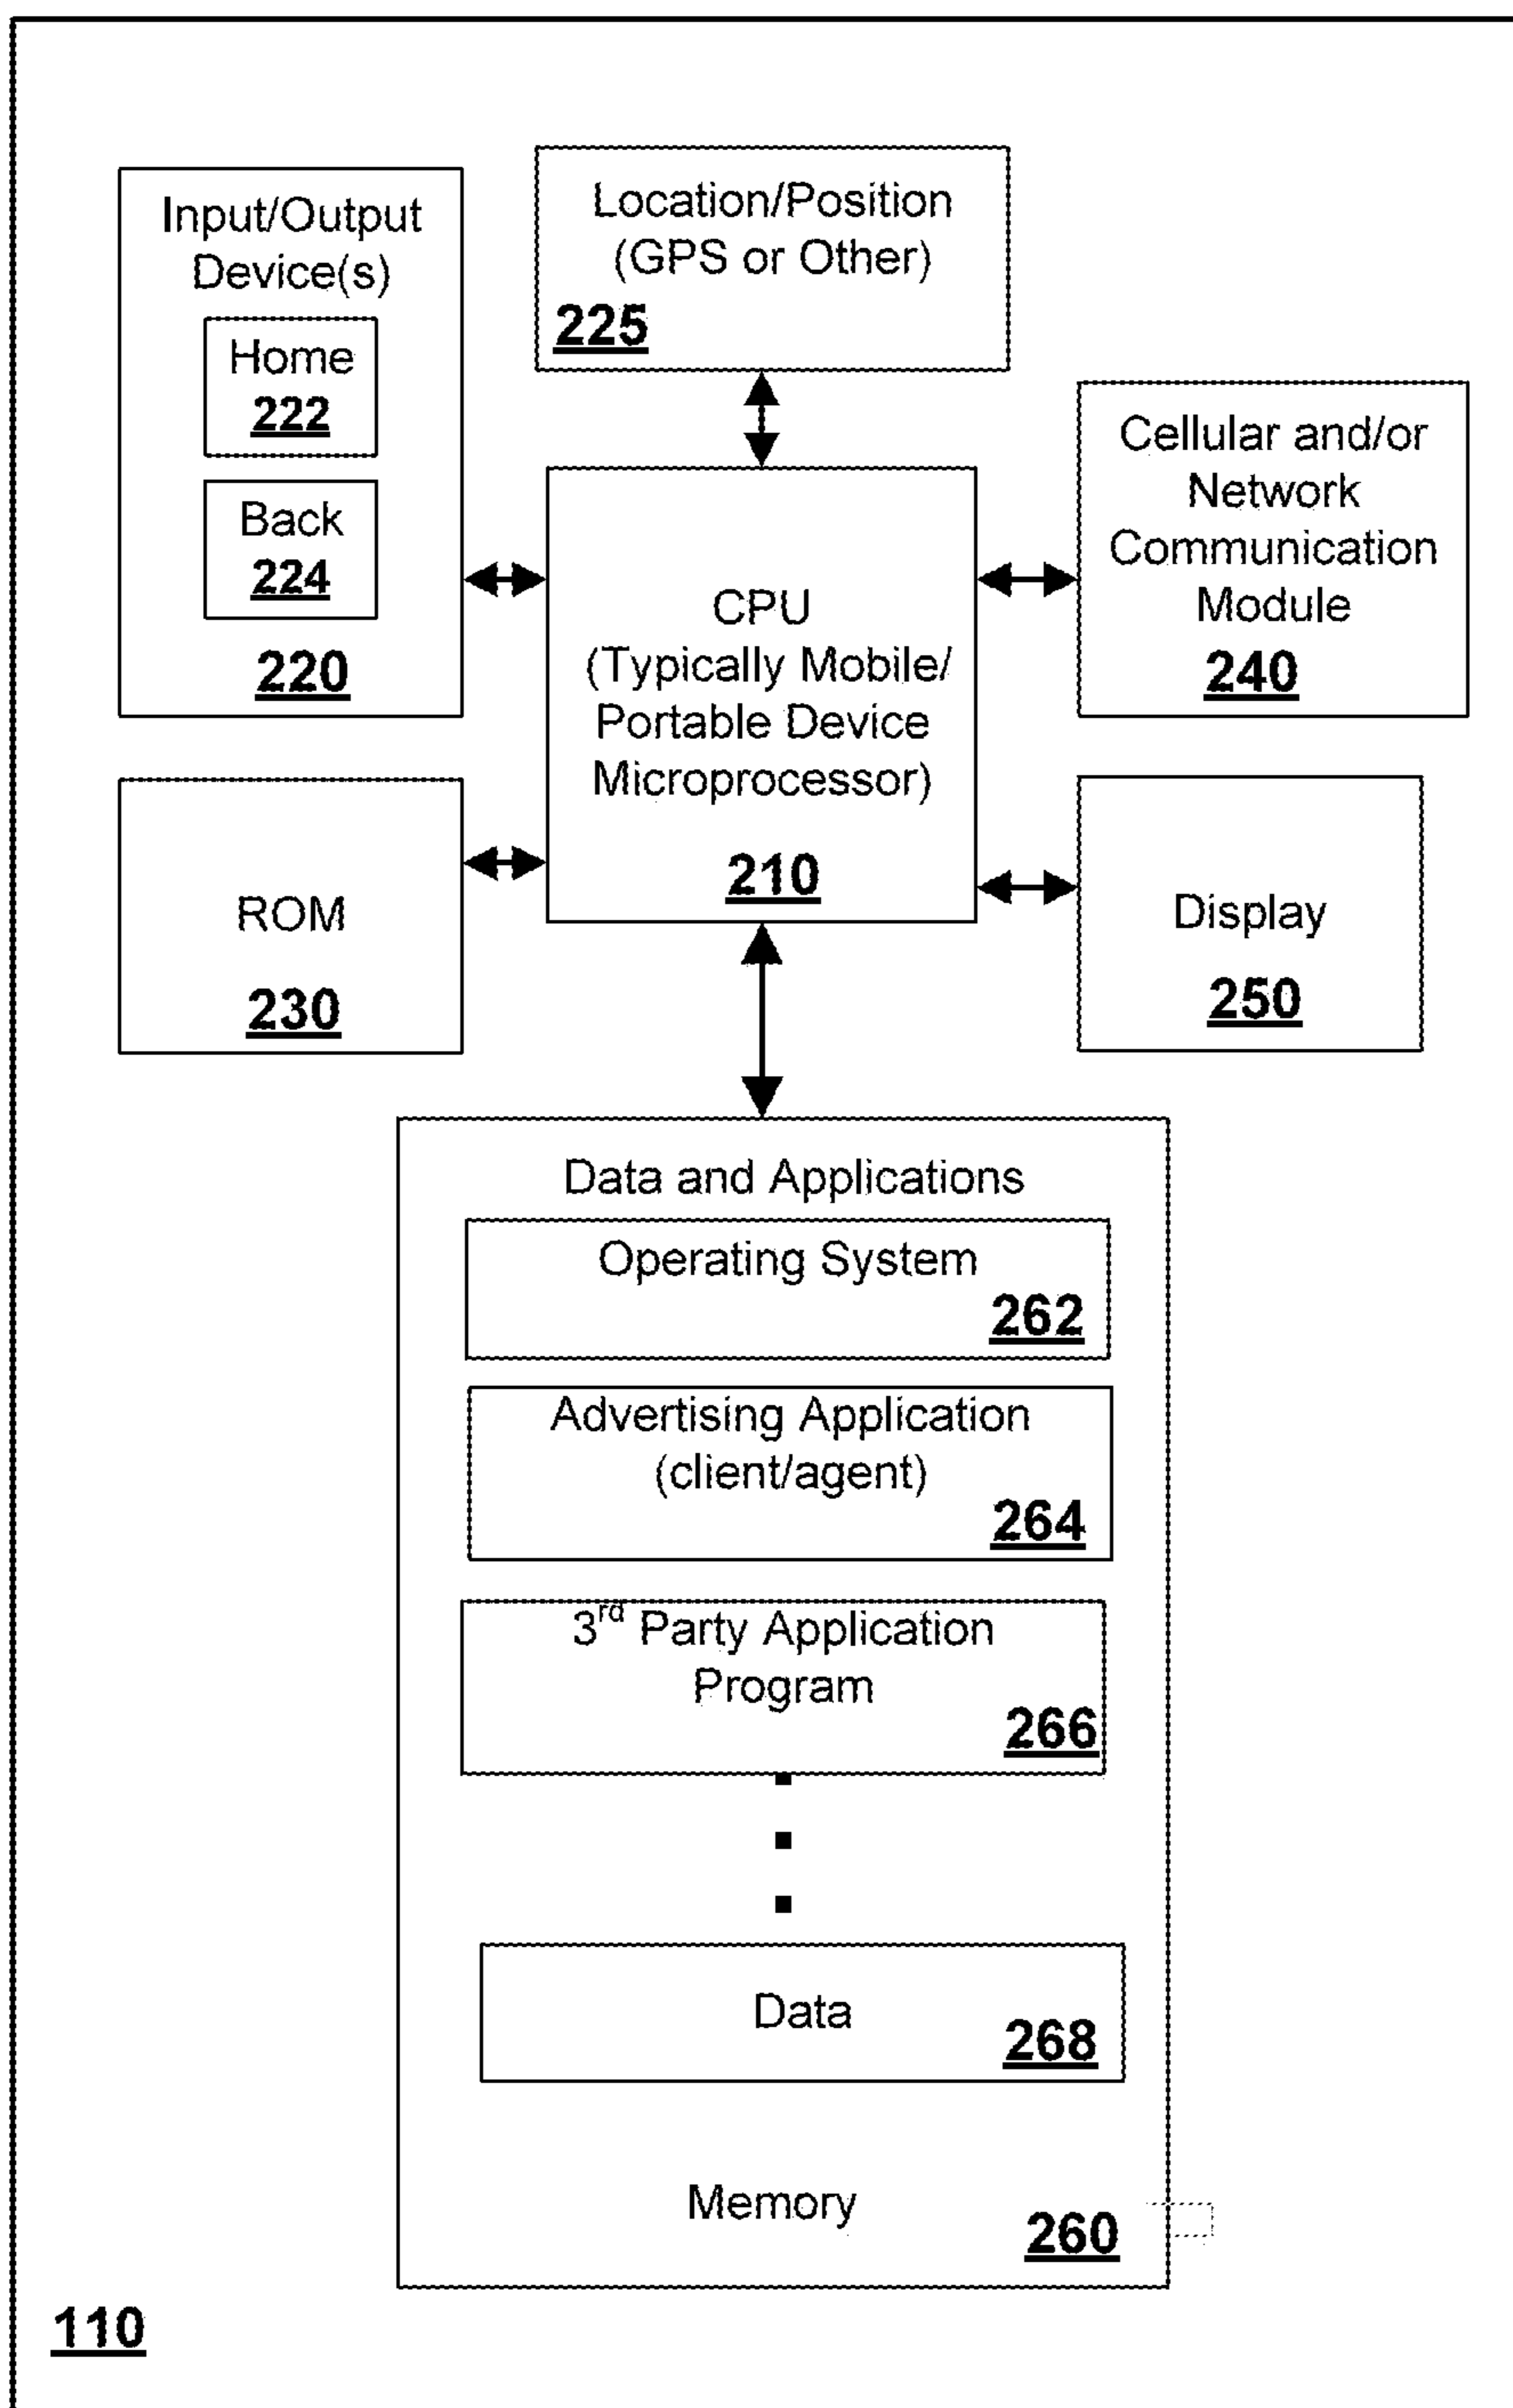 Input/Output
Device(s)
Home
222
Back
224
220
Location/Position
(GPS or Other)
225
Cellular and/or
Network
Communication
Module
240
CPU
(Typically Mobile/
Portable Device
Microprocessor)
210
ROM
230
Display
250
Data and Applications
Operating System
262
Advertising Application
(client/agent)
264
3rd Party Application
Program
266
Data
268
Memory
260
110